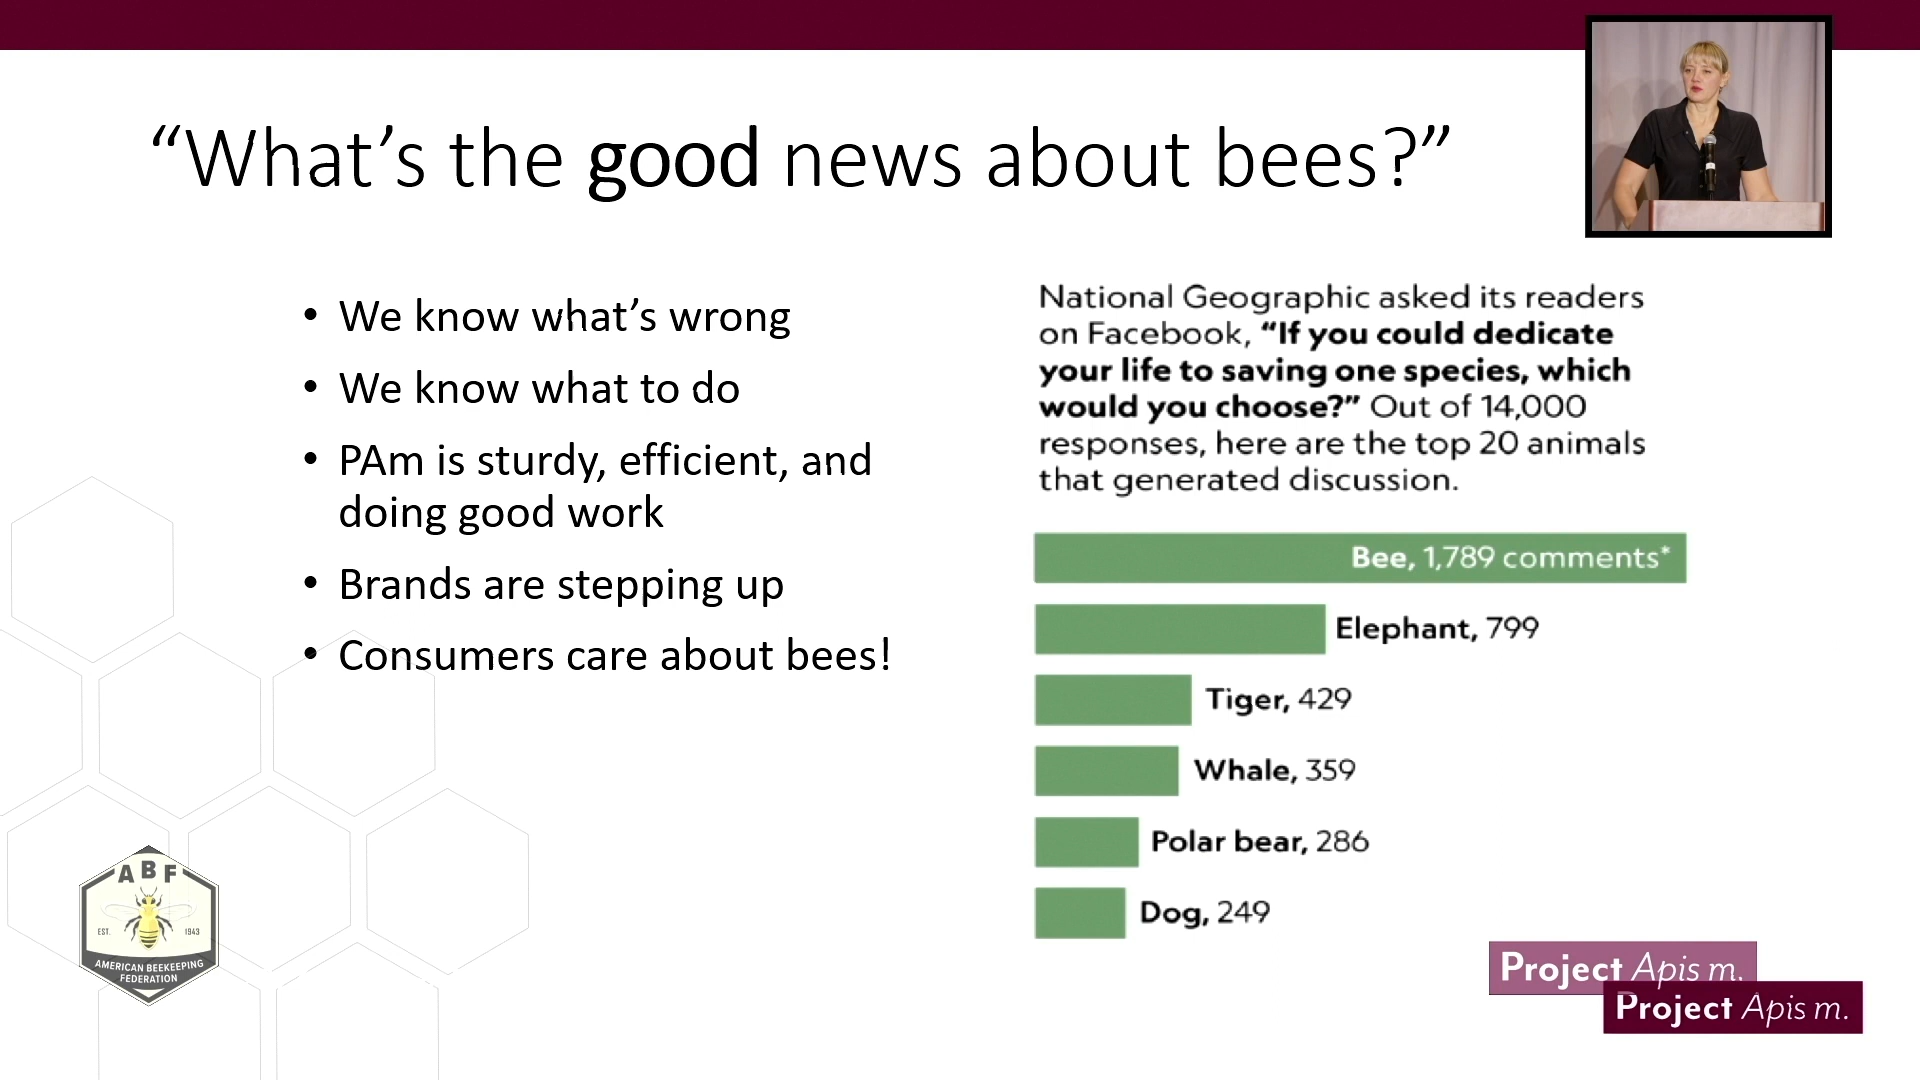 “What’s the good news about bees?”
• We know what’s wrong
• We know what to do
• PAm is sturdy, efficient, and
doing good work
• Brands are stepping up
• Consumers care about bees!
National Geographic asked its readers
on Facebook, “If you could dedicate
your life to saving one species, which
would you choose?” Out of 14,000
responses, here are the top 20 animals
that generated discussion.
Bee, 1,789 comments*
Elephant, 799
Tiger, 429
Whale, 359
Polar bear, 286
Dog, 249
ABF
EST. 1943
AMERICAN BEEKEEPING
FEDERATION
Project Apis m.
Project Apis m.